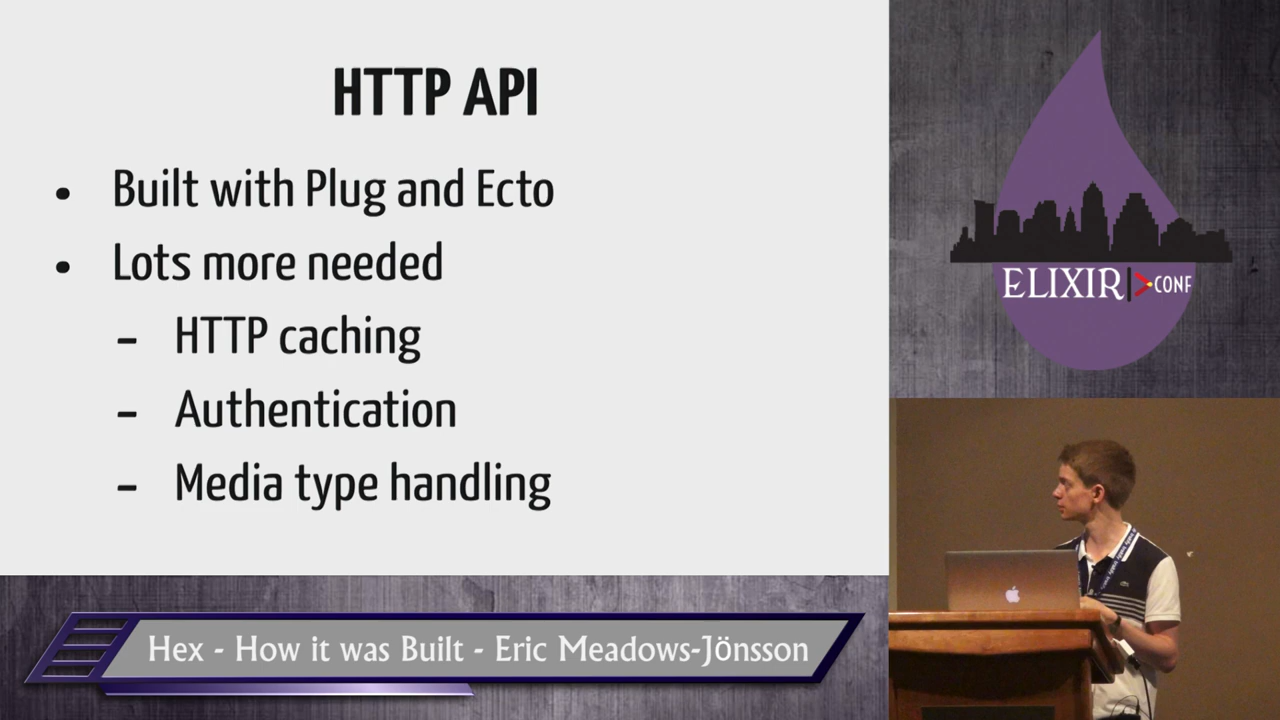 HTTP API
• Built with Plug and Ecto
• Lots more needed
– HTTP caching
– Authentication
– Media type handling
ELIXIR|>CONF
Hex - How it was Built - Eric Meadows-Jönsson